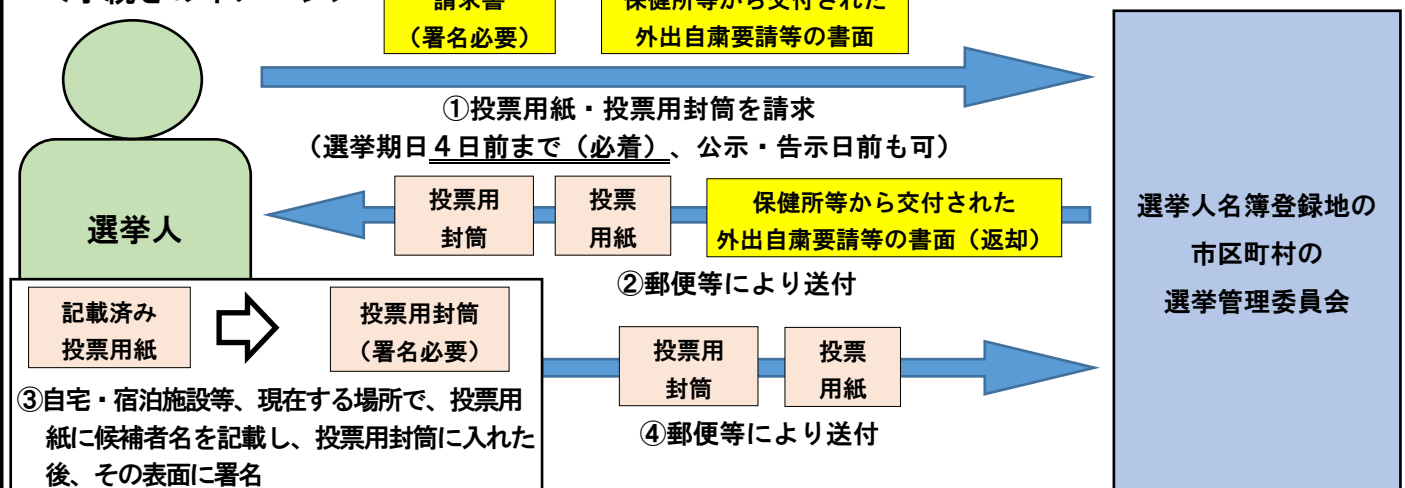 請求書
（署名必要）
保健所等から交付された
外出自粛要請等の書面
①投票用紙・投票用封筒を請求
（選挙期日４日前まで（必着）、公示・告示日前も可）
選挙人
投票用
封筒
投票
用紙
保健所等から交付された
外出自粛要請等の書面（返却）
②郵便等により送付
選挙人名簿登録地の
市区町村の
選挙管理委員会
記載済み
投票用紙
投票用封筒
（署名必要）
③自宅・宿泊施設等、現在する場所で、投票用
紙に候補者名を記載し、投票用封筒に入れた
後、その表面に署名
投票用
封筒
投票
用紙
④郵便等により送付